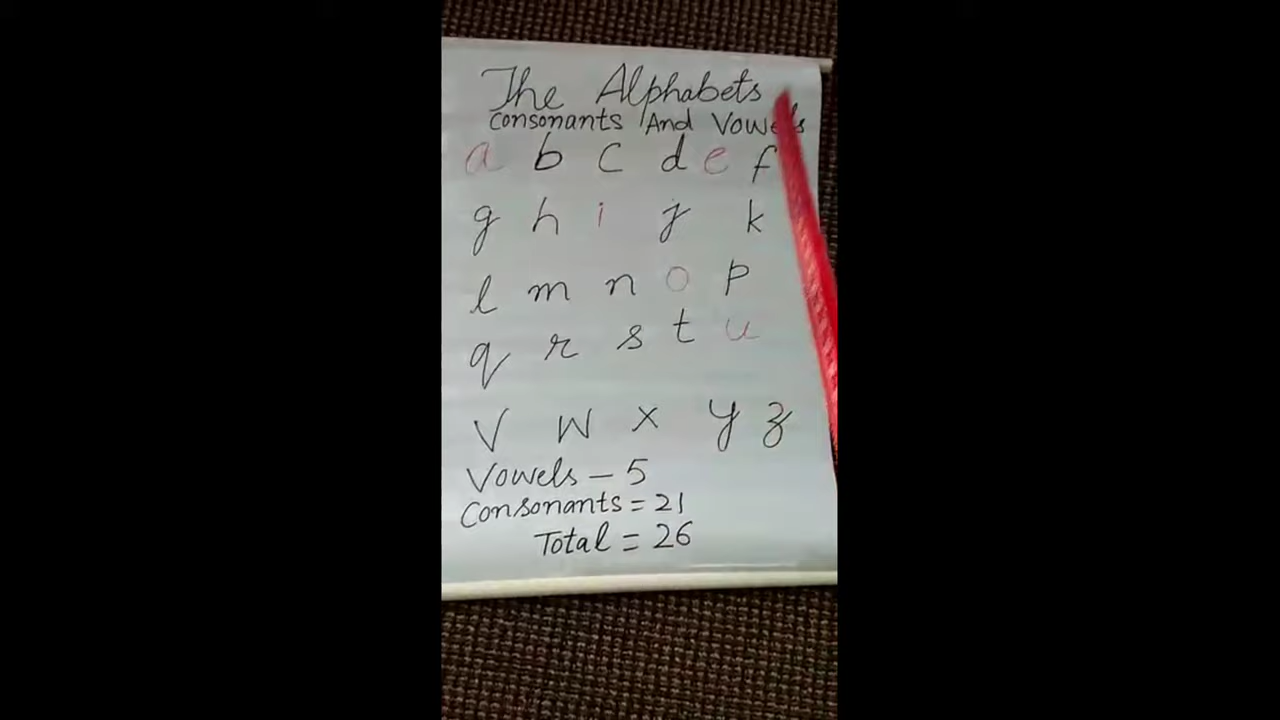 The Alphabets
Consonants And Vowels
a b c d e f
g h i j k
l m n o p
q r s t u
v w x y z
Vowels – 5
Consonants = 21
Total = 26